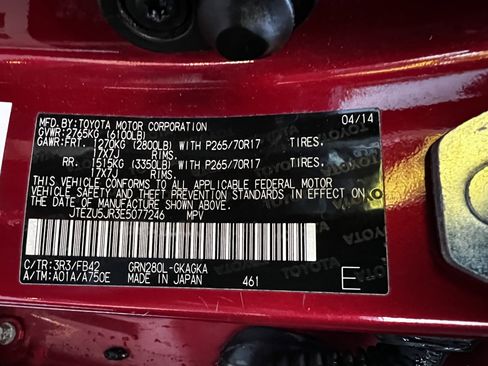 MFD.BY:TOYOTA MOTOR CORPORATION 04/14
GVWR:2765KG (6100LB)
GAWR:FRT. 1270KG (2800LB) WITH P265/70R17 TIRES.
17X7J RIMS.
RR. 1515KG (3350LB) WITH P265/70R17 TIRES.
17X7J RIMS.
THIS VEHICLE CONFORMS TO ALL APPLICABLE FEDERAL MOTOR
VEHICLE SAFETY AND THEFT PREVENTION STANDARDS IN EFFECT ON
THE DATE OF MANUFACTURE SHOWN ABOVE.
JTEZU5JR3E5077246 MPV
C/TR:3R3/FB42 GRN280L-GKAGKA
A/TM:A01A/A750E MADE IN JAPAN 461 E
TOYOTA